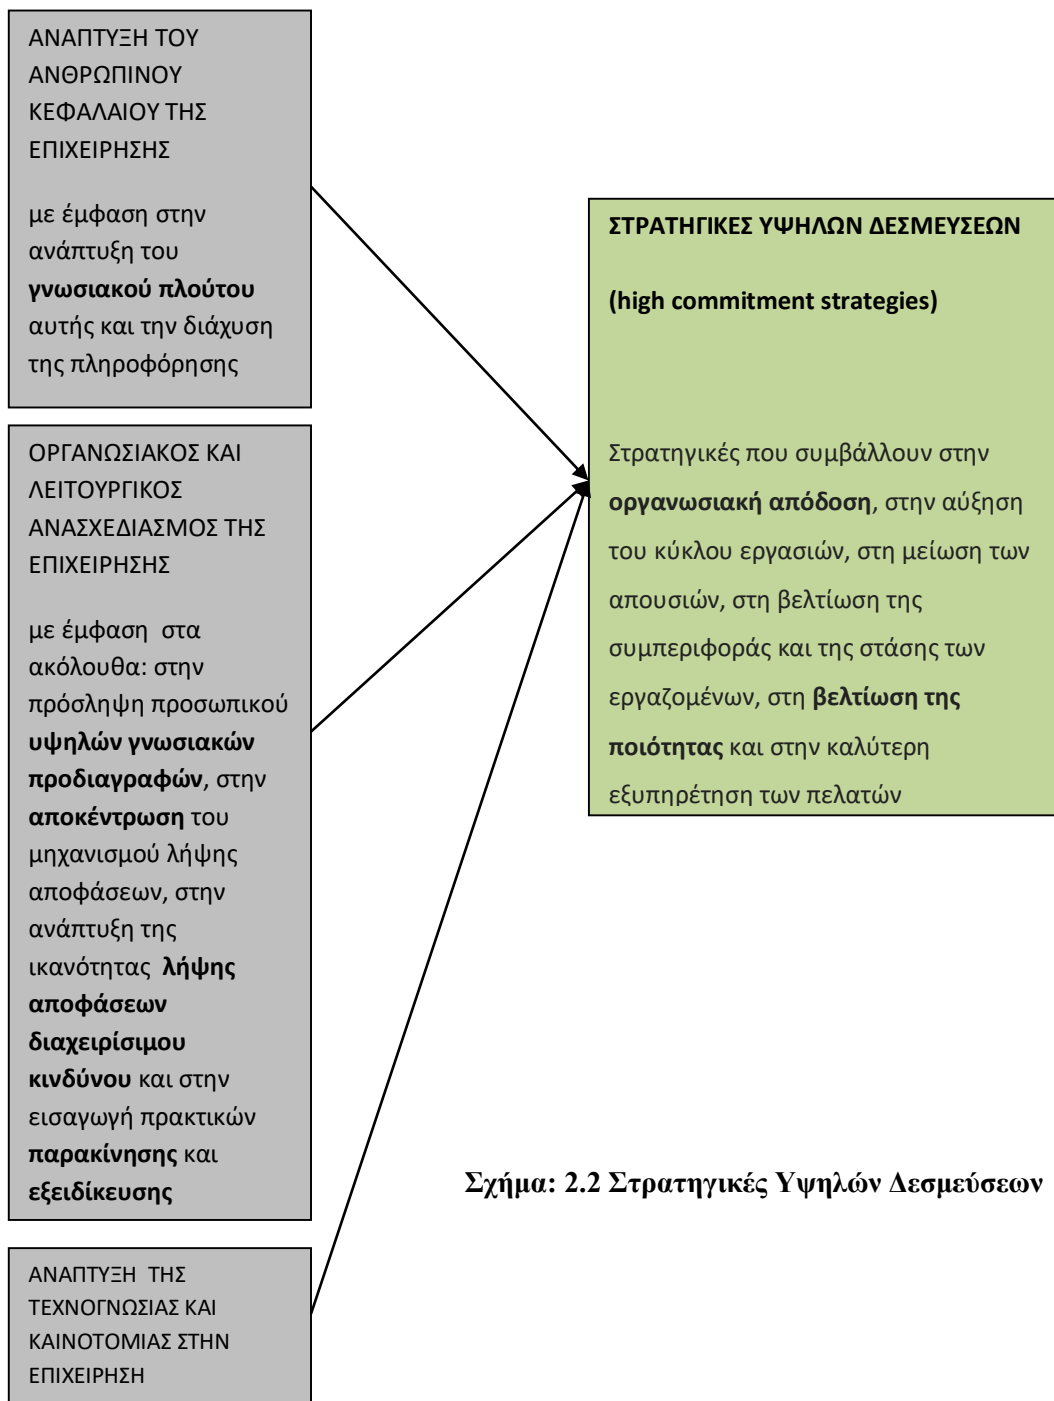 ΑΝΑΠΤΥΞΗ ΤΟΥ
ΑΝΘΡΩΠΙΝΟΥ
ΚΕΦΑΛΑΙΟΥ ΤΗΣ
ΕΠΙΧΕΙΡΗΣΗΣ
με έμφαση στην
ανάπτυξη του
γνωσιακού πλούτου
αυτής και την διάχυση
της πληροφόρησης
ΟΡΓΑΝΩΣΙΑΚΟΣ ΚΑΙ
ΛΕΙΤΟΥΡΓΙΚΟΣ
ΑΝΑΣΧΕΔΙΑΣΜΟΣ ΤΗΣ
ΕΠΙΧΕΙΡΗΣΗΣ
με έμφαση  στα
ακόλουθα: στην
πρόσληψη προσωπικού
υψηλών γνωσιακών
προδιαγραφών, στην
αποκέντρωση του
μηχανισμού λήψης
αποφάσεων, στην
ανάπτυξη της
ικανότητας  λήψης
αποφάσεων
διαχειρίσιμου
κινδύνου και στην
εισαγωγή πρακτικών
παρακίνησης και
εξειδίκευσης
ΑΝΑΠΤΥΞΗ  ΤΗΣ
ΤΕΧΝΟΓΝΩΣΙΑΣ ΚΑΙ
ΚΑΙΝΟΤΟΜΙΑΣ ΣΤΗΝ
ΕΠΙΧΕΙΡΗΣΗ
ΣΤΡΑΤΗΓΙΚΕΣ ΥΨΗΛΩΝ ΔΕΣΜΕΥΣΕΩΝ
(high commitment strategies)
Στρατηγικές που συμβάλλουν στην
οργανωσιακή απόδοση, στην αύξηση
του κύκλου εργασιών, στη μείωση των
απουσιών, στη βελτίωση της
συμπεριφοράς και της στάσης των
εργαζομένων, στη βελτίωση της
ποιότητας και στην καλύτερη
εξυπηρέτηση των πελατών
Σχήμα: 2.2 Στρατηγικές Υψηλών Δεσμεύσεων